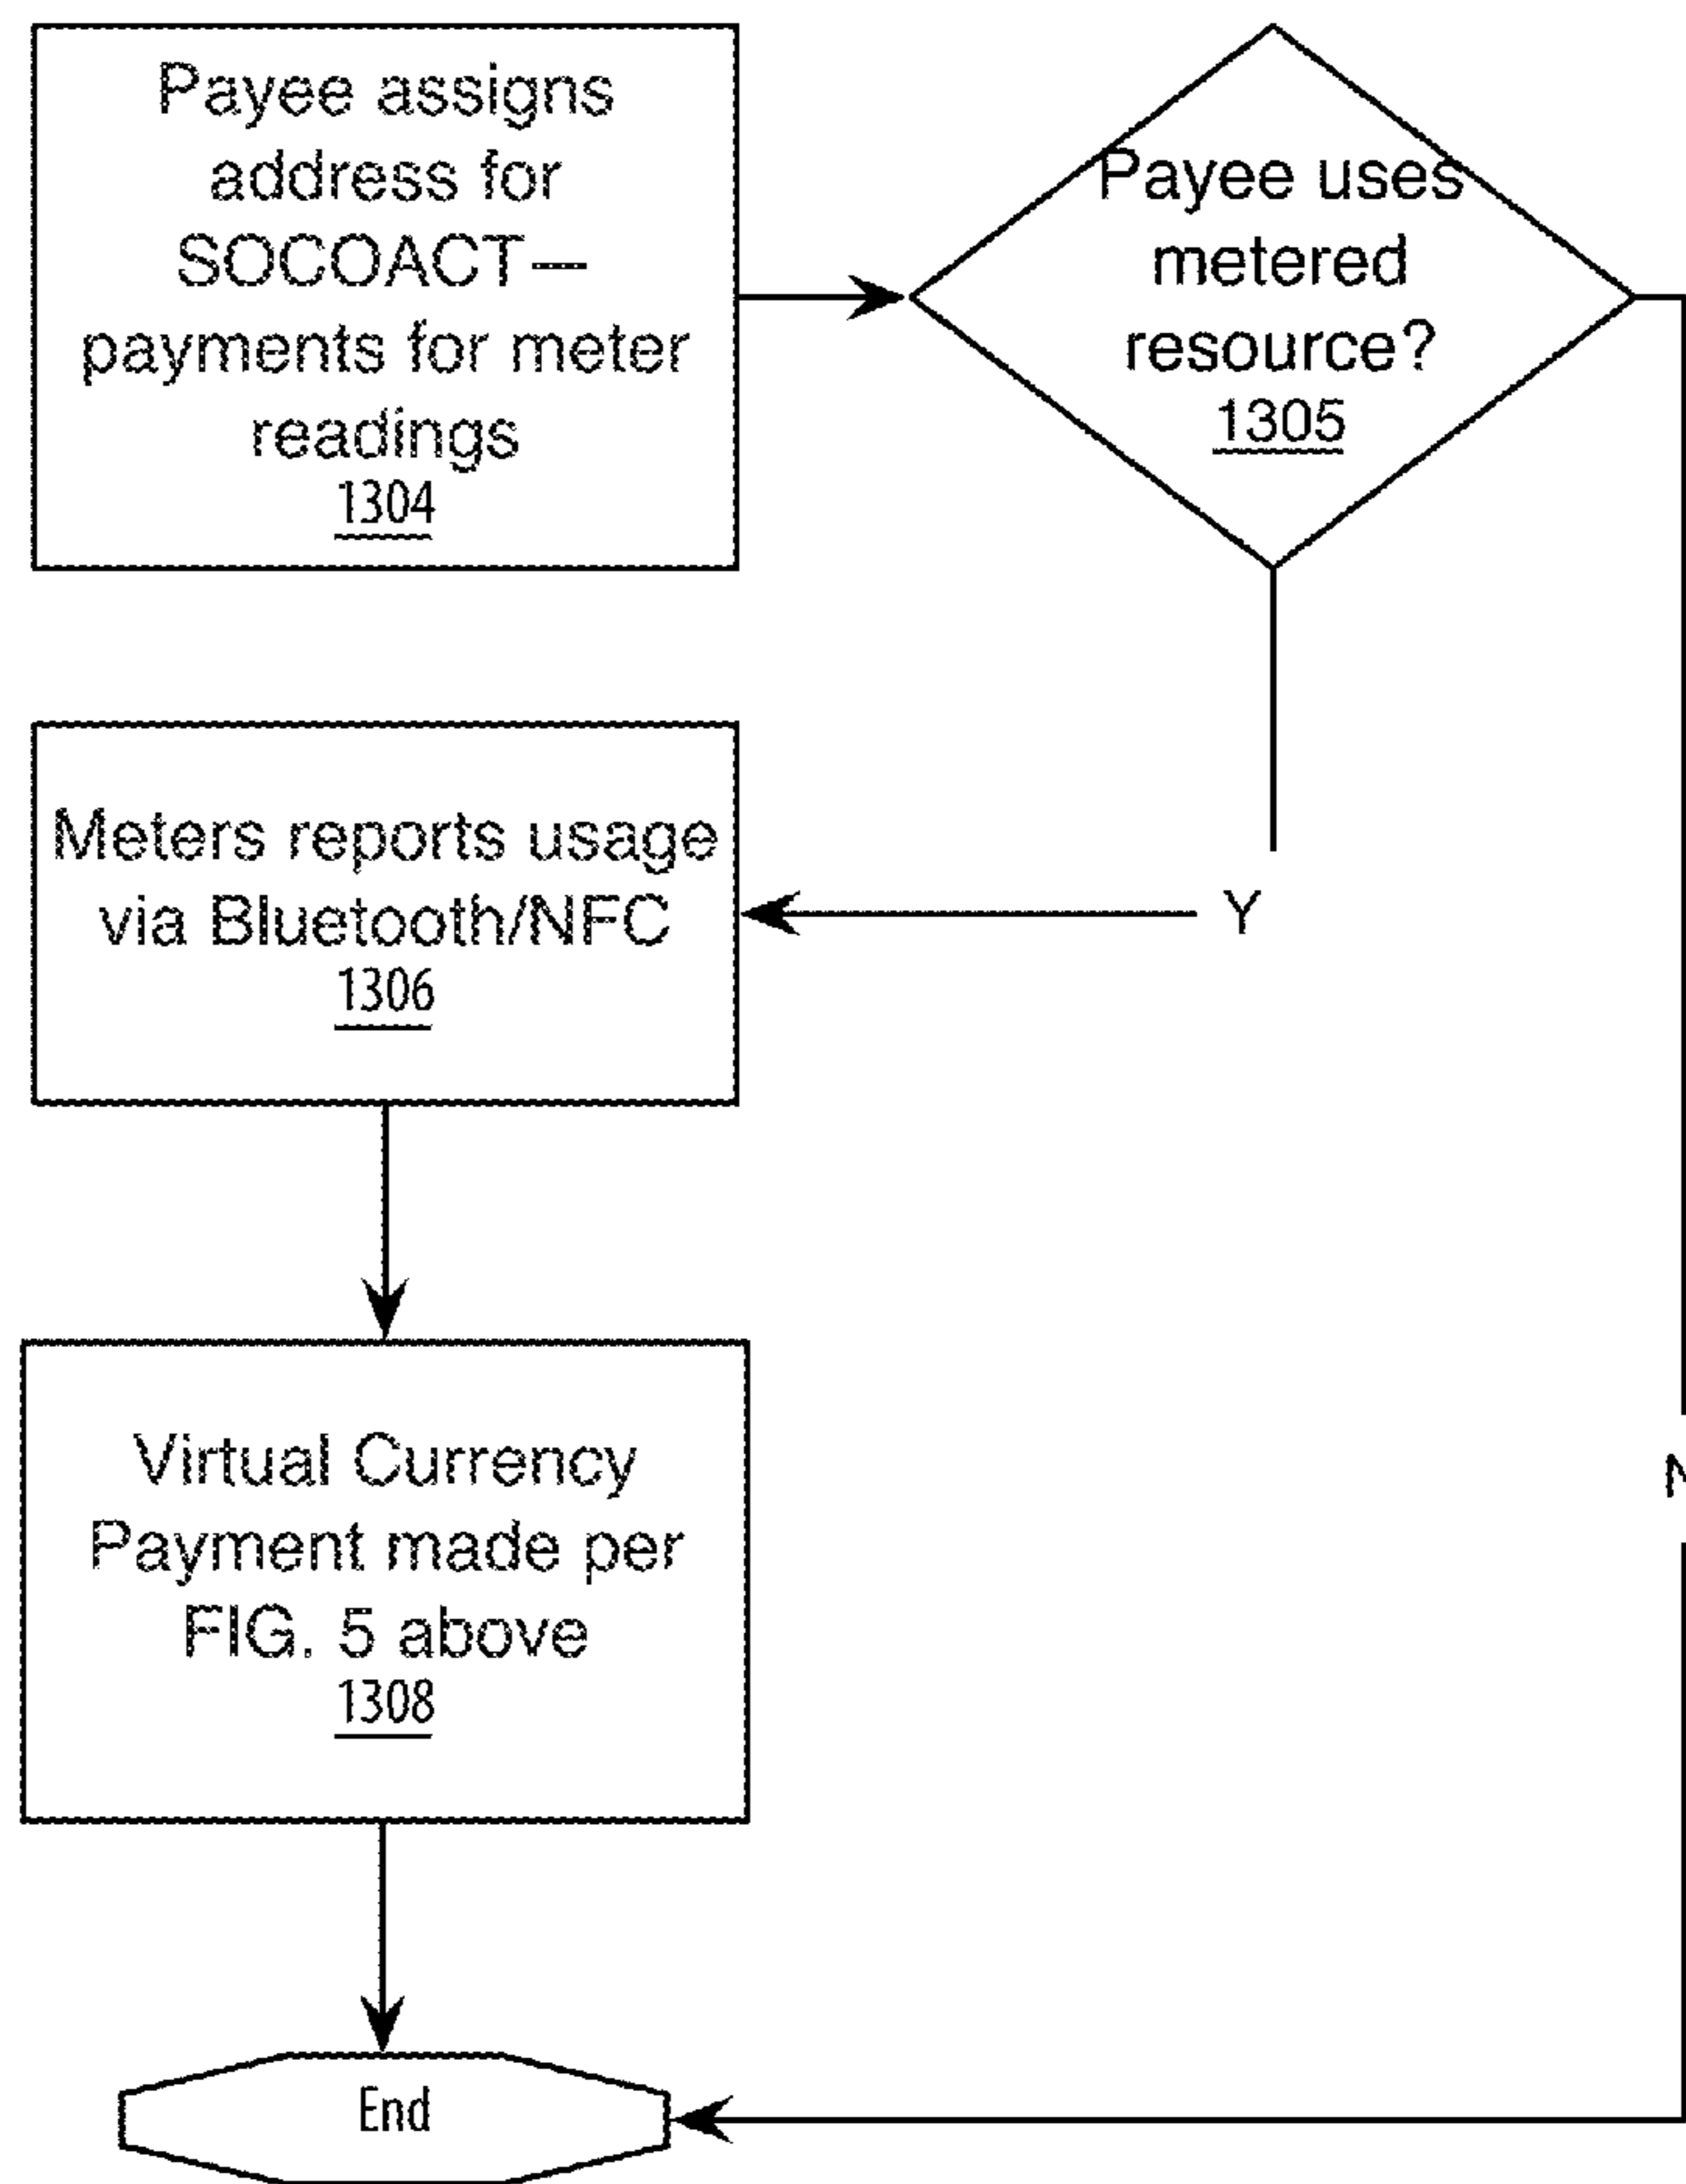 Payee assigns
address for
SOCOACT—
payments for meter
readings
1304
Payee uses
metered
resource?
1305
Meters reports usage
via Bluetooth/NFC
1306
Y
Virtual Currency
Payment made per
FIG. 5 above
1308
N
End